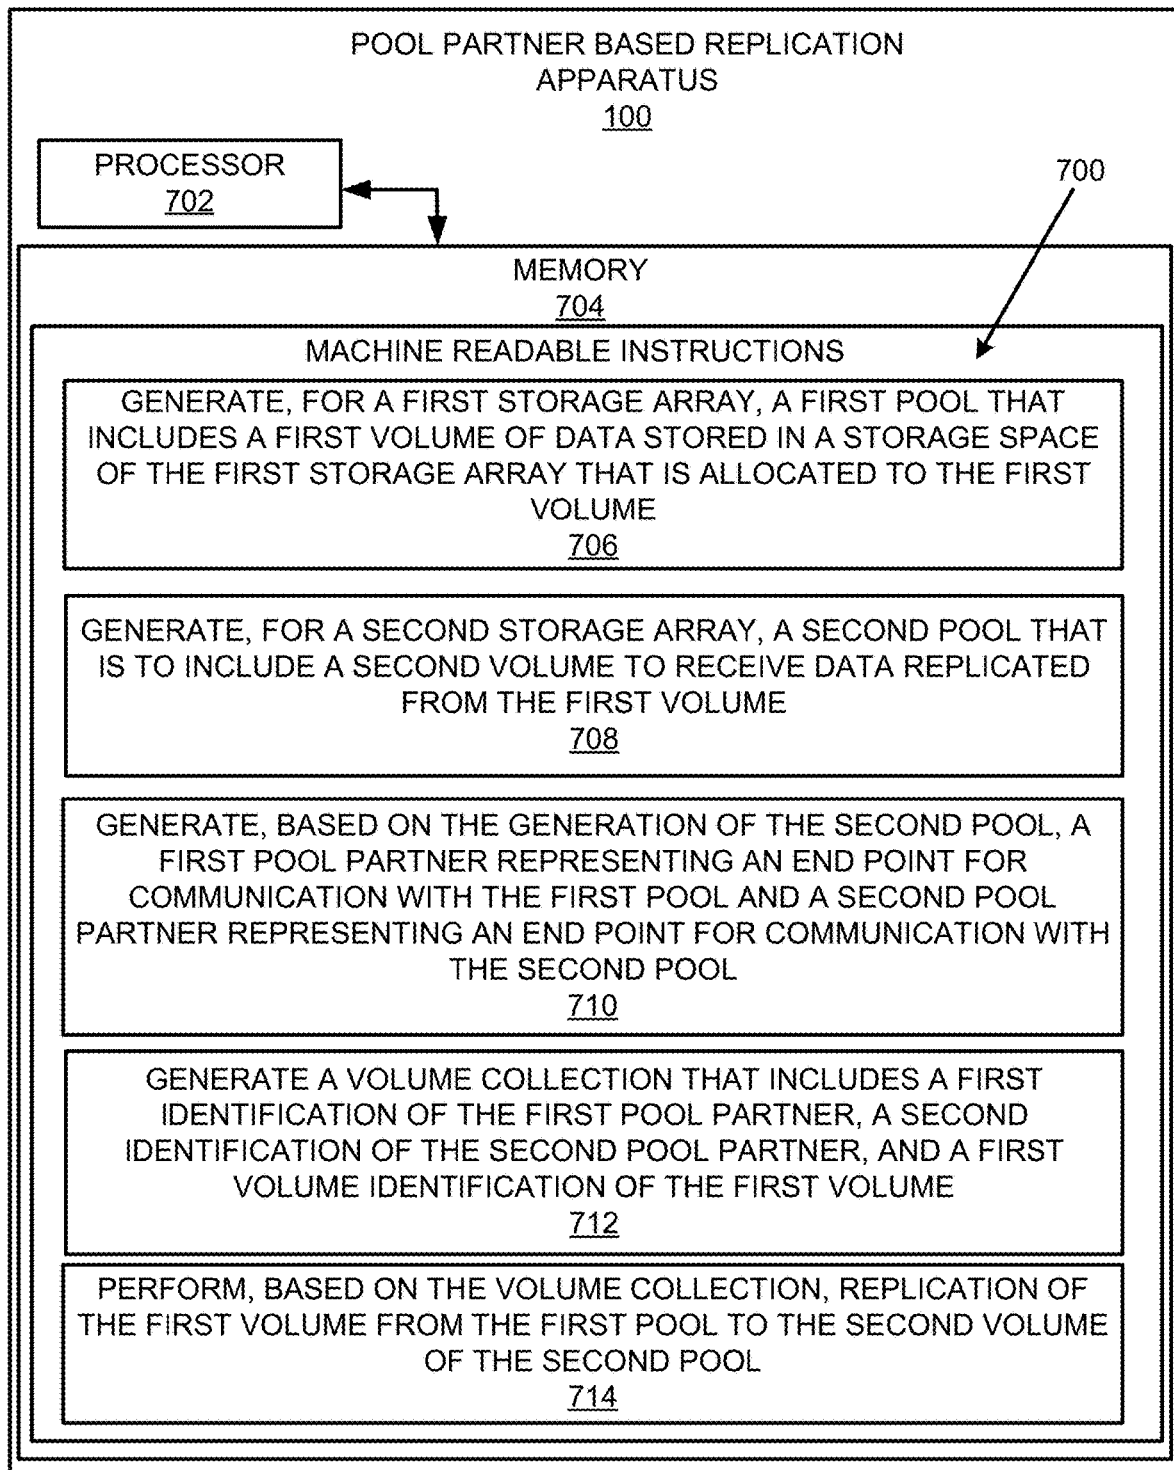 POOL PARTNER BASED REPLICATION
APPARATUS
100
PROCESSOR
702
700
MEMORY
704
MACHINE READABLE INSTRUCTIONS
GENERATE, FOR A FIRST STORAGE ARRAY, A FIRST POOL THAT
INCLUDES A FIRST VOLUME OF DATA STORED IN A STORAGE SPACE
OF THE FIRST STORAGE ARRAY THAT IS ALLOCATED TO THE FIRST
VOLUME
706
GENERATE, FOR A SECOND STORAGE ARRAY, A SECOND POOL THAT
IS TO INCLUDE A SECOND VOLUME TO RECEIVE DATA REPLICATED
FROM THE FIRST VOLUME
708
GENERATE, BASED ON THE GENERATION OF THE SECOND POOL, A
FIRST POOL PARTNER REPRESENTING AN END POINT FOR
COMMUNICATION WITH THE FIRST POOL AND A SECOND POOL
PARTNER REPRESENTING AN END POINT FOR COMMUNICATION WITH
THE SECOND POOL
710
GENERATE A VOLUME COLLECTION THAT INCLUDES A FIRST
IDENTIFICATION OF THE FIRST POOL PARTNER, A SECOND
IDENTIFICATION OF THE SECOND POOL PARTNER, AND A FIRST
VOLUME IDENTIFICATION OF THE FIRST VOLUME
712
PERFORM, BASED ON THE VOLUME COLLECTION, REPLICATION OF
THE FIRST VOLUME FROM THE FIRST POOL TO THE SECOND VOLUME
OF THE SECOND POOL
714